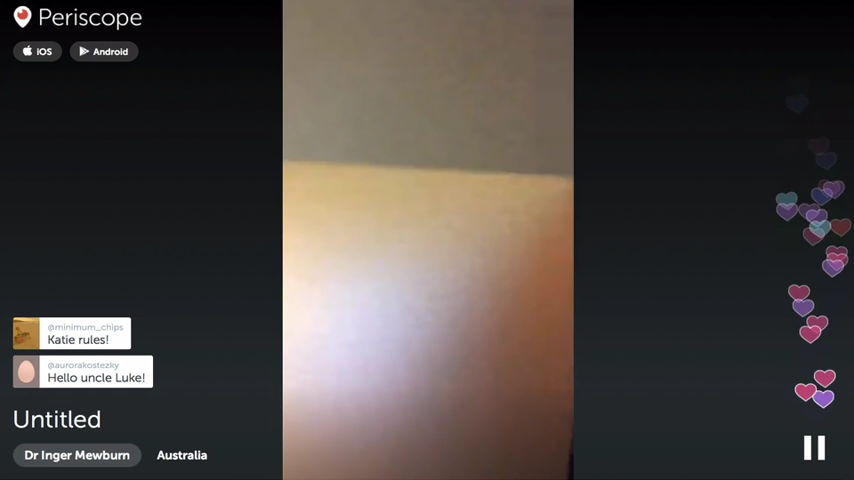 Periscope
iOS
Android
@minimum_chips
Katie rules!
@aurorakostezky
Hello uncle Luke!
Untitled
Dr Inger Mewburn
Australia